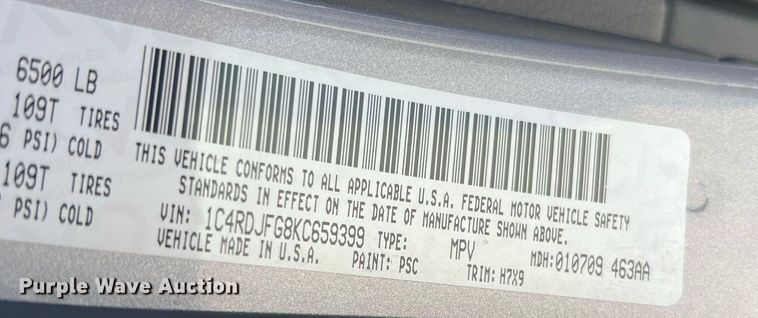 6500 LB
109T TIRES
6 PSI) COLD
109T TIRES
PSI) COLD
THIS VEHICLE CONFORMS TO ALL APPLICABLE U.S.A. FEDERAL MOTOR VEHICLE SAFETY
STANDARDS IN EFFECT ON THE DATE OF MANUFACTURE SHOWN ABOVE.
VIN: 1C4RDJFG8KC659399 TYPE: MPV MDH:010709 463AA
VEHICLE MADE IN U.S.A. PAINT: PSC TRIM: H7X9
Purple Wave Auction